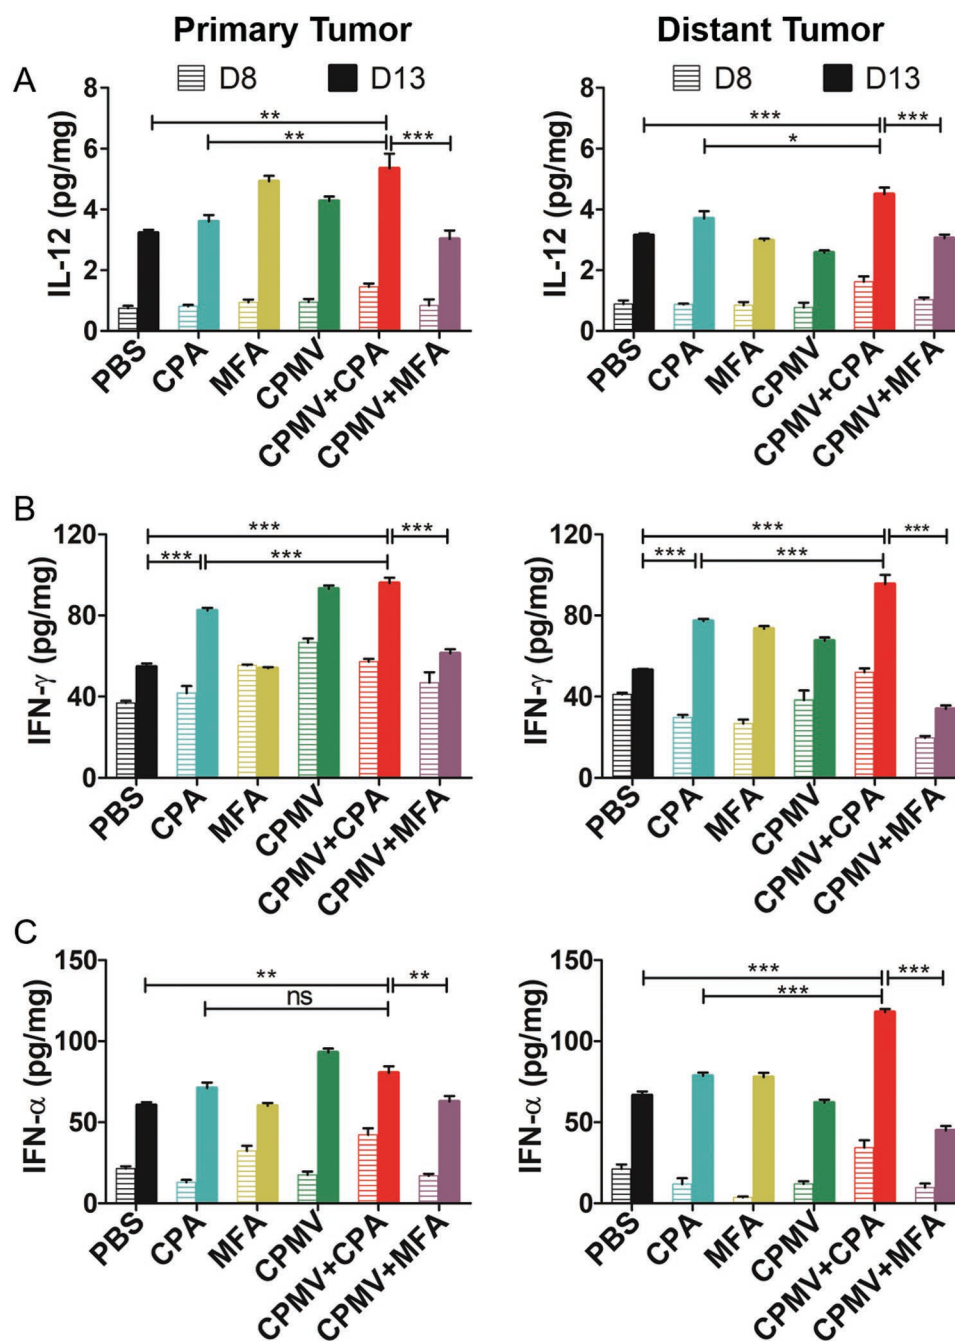 Primary Tumor
Distant Tumor
A
D8
D13
D8
D13
IL-12 (pg/mg)
8
6
4
2
0
**
**
***
PBS
CPA
MFA
CPMV
CPMV+CPA
CPMV+MFA
IL-12 (pg/mg)
8
6
4
2
0
***
*
***
PBS
CPA
MFA
CPMV
CPMV+CPA
CPMV+MFA
B
IFN-γ (pg/mg)
120
80
40
0
***
***
***
***
PBS
CPA
MFA
CPMV
CPMV+CPA
CPMV+MFA
IFN-γ (pg/mg)
120
80
40
0
***
***
***
***
PBS
CPA
MFA
CPMV
CPMV+CPA
CPMV+MFA
C
IFN-α (pg/mg)
150
100
50
0
**
**
ns
PBS
CPA
MFA
CPMV
CPMV+CPA
CPMV+MFA
IFN-α (pg/mg)
150
100
50
0
***
***
***
PBS
CPA
MFA
CPMV
CPMV+CPA
CPMV+MFA